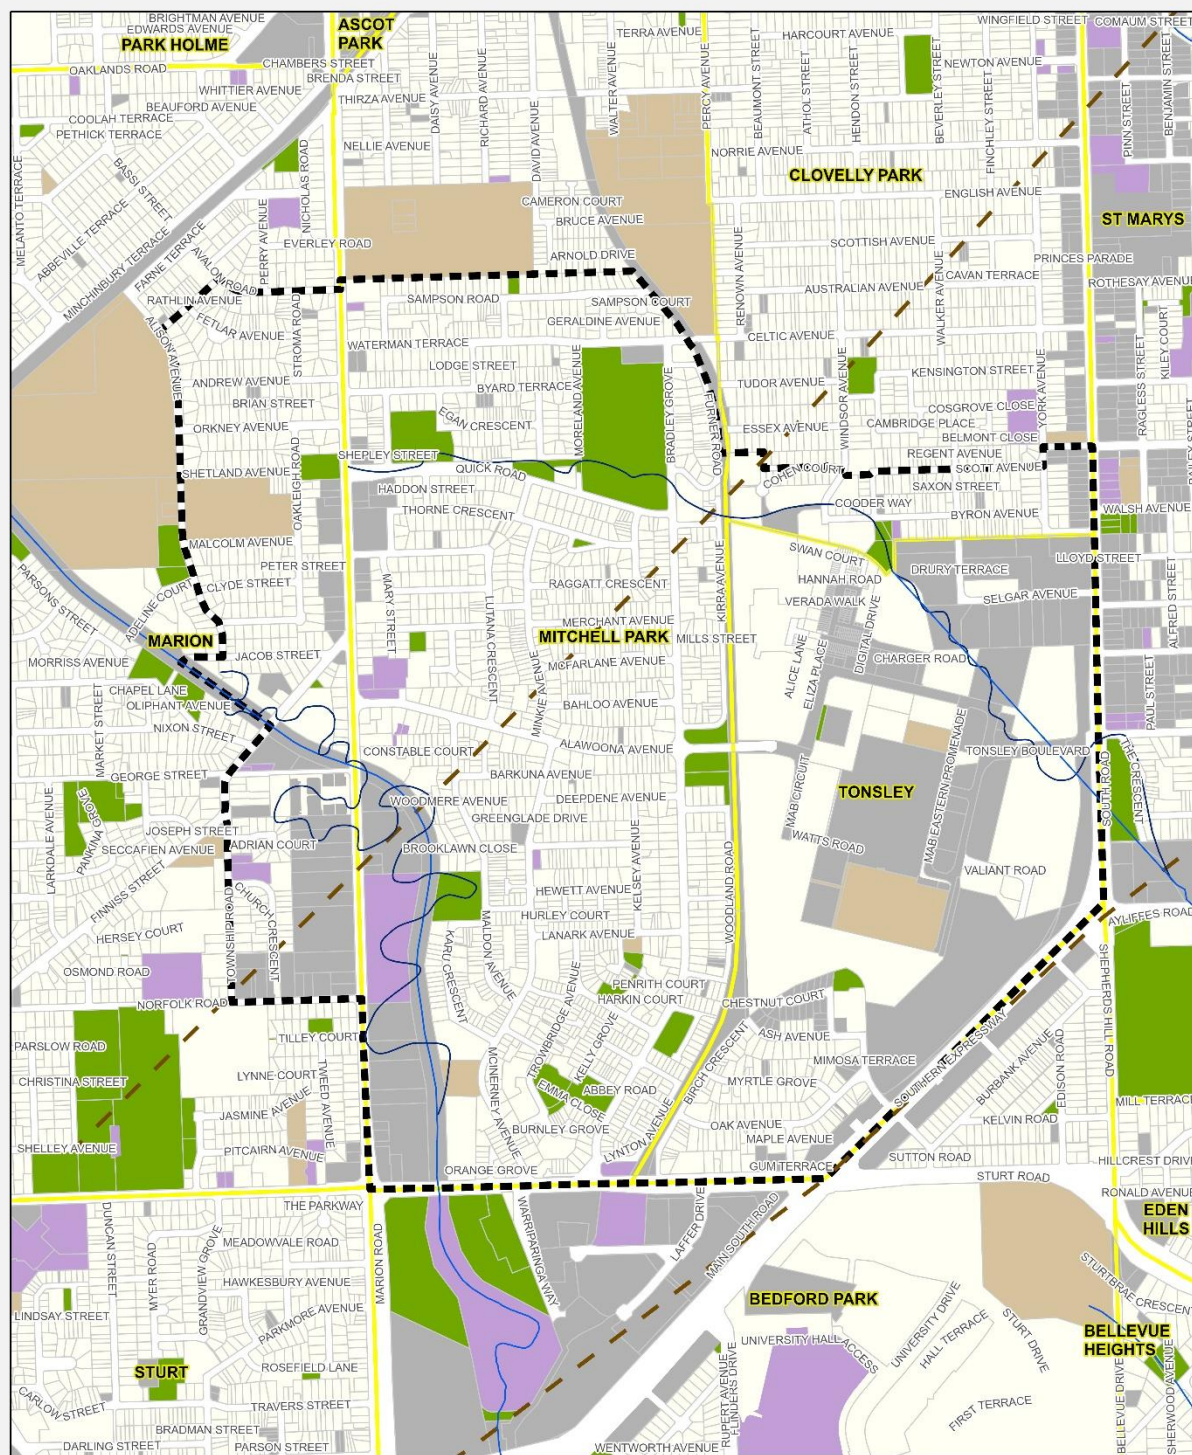 BRIGHTMAN AVENUE
EDWARDS AVENUE
PARK HOLME
ASCOT
PARK
OAKLANDS ROAD
CHAMBERS STREET
BRENDA STREET
WHITTIER AVENUE
THIRZA AVENUE
BEAUFORD AVENUE
COOLAH TERRACE
PETHICK TERRACE
BASSI STREET
NELLIE AVENUE
DAISY AVENUE
RICHARD AVENUE
DAVID AVENUE
TERRA AVENUE
WALTER AVENUE
PERCY AVENUE
BEAUMONT STREET
HARCOURT AVENUE
ATHOL STREET
HENDON STREET
BEVERLEY STREET
WINGFIELD STREET
NEWTON AVENUE
FINCHLEY STREET
COMAUM STREET
PINN STREET
BENJAMIN STREET
NORRIE AVENUE
CLOVELLY PARK
ENGLISH AVENUE
ST MARYS
MELANTO TERRACE
ABBEVILLE TERRACE
MINCHINBURY TERRACE
FARNE TERRACE
AVALON ROAD
PERRY AVENUE
NICHOLAS ROAD
EVERLEY ROAD
CAMERON COURT
BRUCE AVENUE
ARNOLD DRIVE
RENOWN AVENUE
SCOTTISH AVENUE
WALKER AVENUE
CAVAN TERRACE
PRINCES PARADE
ROTHESAY AVENUE
AUSTRALIAN AVENUE
RATHLIN AVENUE
FETLAR AVENUE
ALISON AVENUE
STROMA ROAD
SAMPSON ROAD
SAMPSON COURT
GERALDINE AVENUE
WATERMAN TERRACE
CELTIC AVENUE
LODGE STREET
BYARD TERRACE
MORELAND AVENUE
BRADLEY GROVE
FURNER ROAD
TUDOR AVENUE
WINDSOR AVENUE
KENSINGTON STREET
COSGROVE CLOSE
CAMBRIDGE PLACE
YORK AVENUE
RAGLESS STREET
KILEY COURT
ANDREW AVENUE
BRIAN STREET
ORKNEY AVENUE
EGAN CRESCENT
ESSEX AVENUE
BELMONT CLOSE
REGENT AVENUE
SCOTT AVENUE
SHEPLEY STREET
QUICK ROAD
COHEN COURT
SAXON STREET
SHETLAND AVENUE
OAKLEIGH ROAD
HADDON STREET
THORNE CRESCENT
COODER WAY
BYRON AVENUE
WALSH AVENUE
MALCOLM AVENUE
PETER STREET
SWAN COURT
LLOYD STREET
DRURY TERRACE
HANNAH ROAD
CLYDE STREET
ADELINE COURT
PARSONS STREET
MARY STREET
LUTANA CRESCENT
RAGGATT CRESCENT
KIRRA AVENUE
VERADA WALK
DIGITAL DRIVE
SELGAR AVENUE
ALFRED STREET
MERCHANT AVENUE
MITCHELL PARK
MILLS STREET
MARION
JACOB STREET
MORRISS AVENUE
MINKIE AVENUE
MCFARLANE AVENUE
ALICE LANE
ELIZA PLACE
CHARGER ROAD
PAUL STREET
CHAPEL LANE
OLIPHANT AVENUE
NIXON STREET
MARKET STREET
BAHLOO AVENUE
ALAWOONA AVENUE
CONSTABLE COURT
TONSLEY BOULEVARD
SOUTH ROAD
THE CRESCENT
GEORGE STREET
BARKUNA AVENUE
WOODMERE AVENUE
DEEPDENE AVENUE
GREENGLADE DRIVE
MAB CIRCUIT
TONSLEY
MAB EASTERN PROMENADE
LARKDALE AVENUE
PANKINA GROVE
JOSEPH STREET
SECCAFIEN AVENUE
ADRIAN COURT
BROOKLAWN CLOSE
KELSEY AVENUE
WATTS ROAD
VALIANT ROAD
FINNISS STREET
TOWNSHIP ROAD
CHURCH CRESCENT
HEWETT AVENUE
HURLEY COURT
LANARK AVENUE
WOODLAND ROAD
AYLIFFES ROAD
HERSEY COURT
KARU CRESCENT
MALDON AVENUE
OSMOND ROAD
NORFOLK ROAD
PENRITH COURT
HARKIN COURT
CHESTNUT COURT
SHEPHERDS HILL ROAD
TROWBRIDGE AVENUE
KELLY GROVE
ASH AVENUE
TILLEY COURT
PARSLOW ROAD
BIRCH CRESCENT
MIMOSA TERRACE
SOUTHERN EXPRESSWAY
BURBANK AVENUE
EDISON ROAD
CHRISTINA STREET
LYNNE COURT
TWEED AVENUE
MCINERNEY AVENUE
EMMA CLOSE
ABBEY ROAD
MYRTLE GROVE
JASMINE AVENUE
BURNLEY GROVE
LYNTON AVENUE
OAK AVENUE
MAPLE AVENUE
KELVIN ROAD
MILL TERRACE
SHELLEY AVENUE
PITCAIRN AVENUE
ORANGE GROVE
GUM TERRACE
SUTTON ROAD
STURT ROAD
HILLCREST DRIVE
RONALD AVENUE
EDEN
HILLS
THE PARKWAY
DUNCAN STREET
MYER ROAD
GRANDVIEW GROVE
MEADOWVALE ROAD
MARION ROAD
WARRIPARINGA WAY
LAFFER DRIVE
MAIN SOUTH ROAD
HAWKESBURY AVENUE
STURTBRAE CRESCENT
LINDSAY STREET
PARKMORE AVENUE
BEDFORD PARK
UNIVERSITY HALL ACCESS
UNIVERSITY DRIVE
HALL TERRACE
STURT DRIVE
BELLEVUE
HEIGHTS
STURT
ROSEFIELD LANE
CARLOW STREET
TRAVERS STREET
RUPERT AVENUE
FLINDERS DRIVE
FIRST TERRACE
BELLEVUE DRIVE
SHERWOOD AVENUE
BRADMAN STREET
DARLING STREET
PARSON STREET
WENTWORTH AVENUE